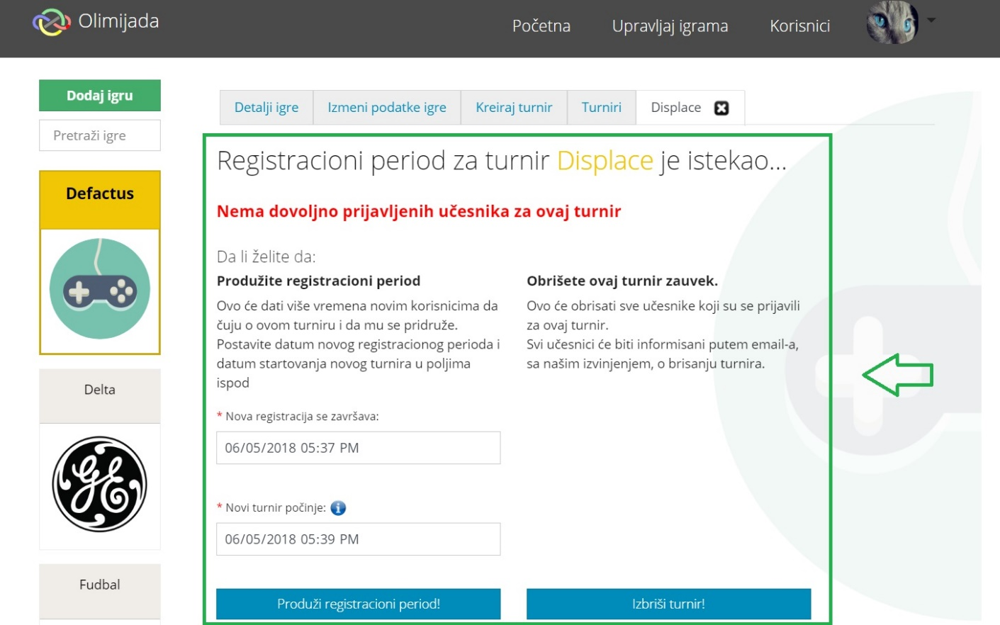 Olimijada
Početna
Upravljaj igrama
Korisnici
Dodaj igru
Pretraži igre
Defactus
Delta
GE
Fudbal
Detalji igre
Izmeni podatke igre
Kreiraj turnir
Turniri
Displace
Registracioni period za turnir Displace je istekao...
Nema dovoljno prijavljenih učesnika za ovaj turnir
Da li želite da:
Produžite registracioni period
Ovo će dati više vremena novim korisnicima da
čuju o ovom turniru i da mu se pridruže.
Postavite datum novog registracionog perioda i
datum startovanja novog turnira u poljima
ispod
* Nova registracija se završava:
06/05/2018 05:37 PM
* Novi turnir počinje:
06/05/2018 05:39 PM
Produži registracioni period!
Obrišete ovaj turnir zauvek.
Ovo će obrisati sve učesnike koji su se prijavili
za ovaj turnir.
Svi učesnici će biti informisani putem email-a,
sa našim izvinjenjem, o brisanju turnira.
Izbriši turnir!